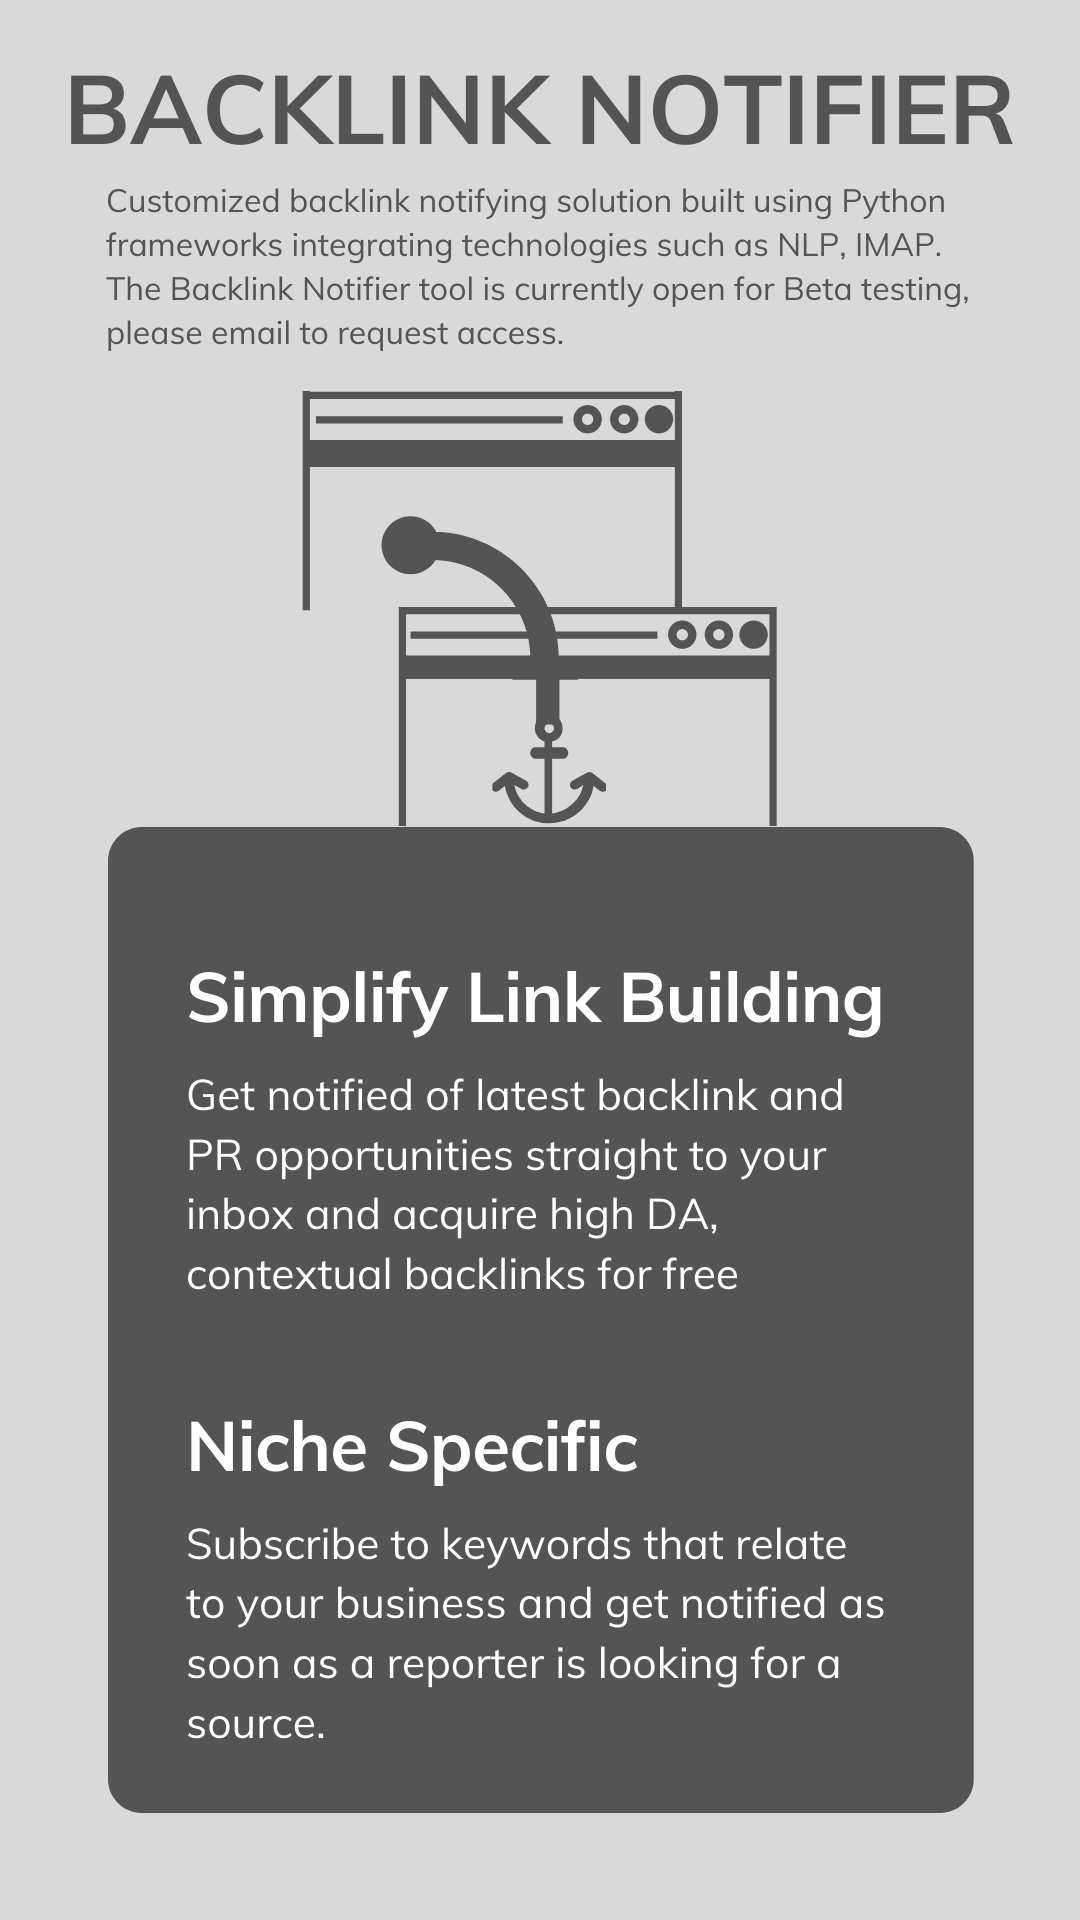 BACKLINK NOTIFIER
Customized backlink notifying solution built using Python
frameworks integrating technologies such as NLP, IMAP.
The Backlink Notifier tool is currently open for Beta testing,
please email to request access.
Simplify Link Building
Get notified of latest backlink and
PR opportunities straight to your
inbox and acquire high DA,
contextual backlinks for free
Niche Specific
Subscribe to keywords that relate
to your business and get notified as
soon as a reporter is looking for a
source.